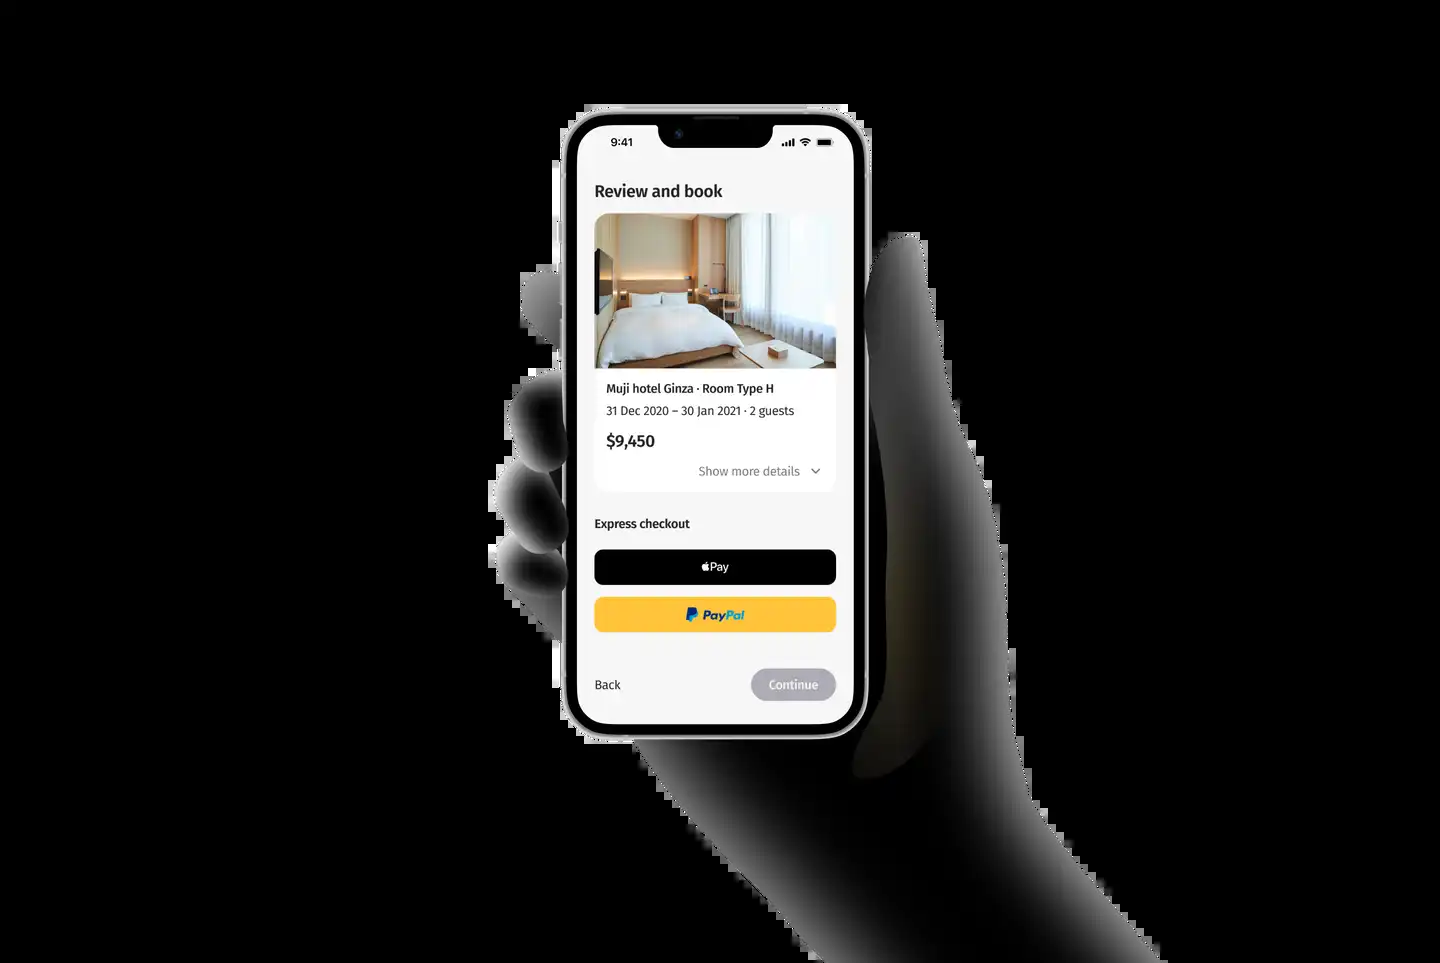 9:41
Review and book
Muji hotel Ginza · Room Type H
31 Dec 2020 – 30 Jan 2021 · 2 guests
$9,450
Show more details
Express checkout
Pay
PayPal
Back
Continue